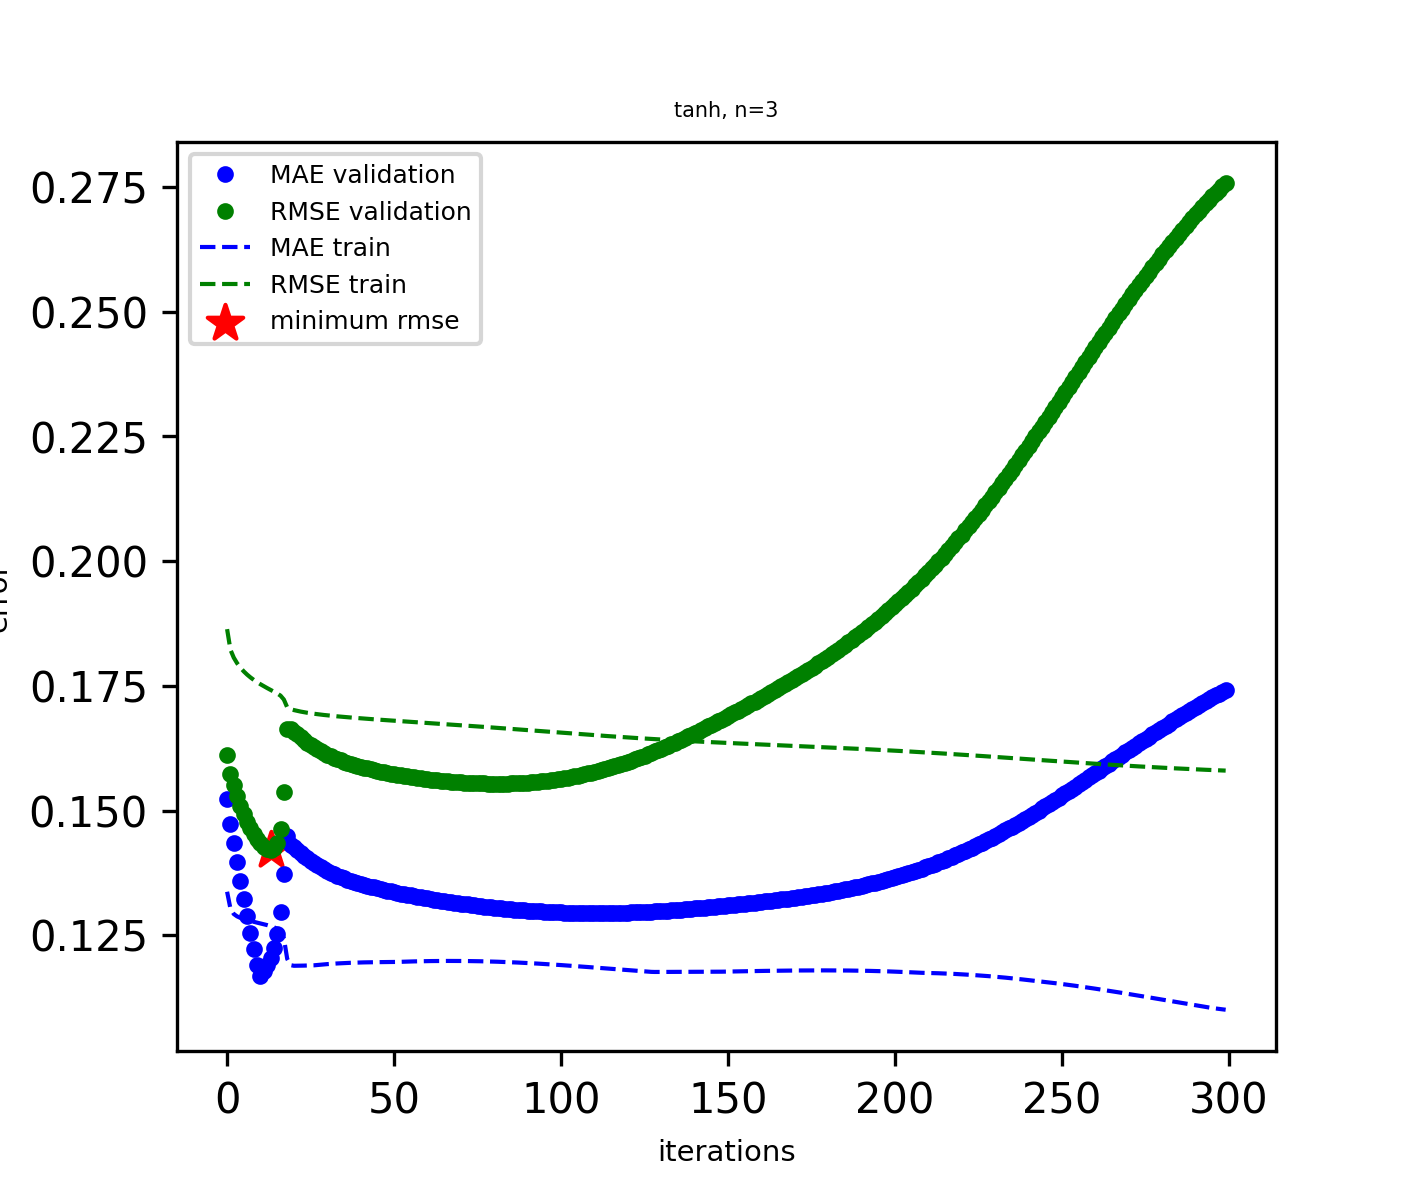 tanh, n=3
MAE validation
RMSE validation
MAE train
RMSE train
minimum rmse
0.275
0.250
0.225
0.200
0.175
0.150
0.125
0 50 100 150 200 250 300
iterations